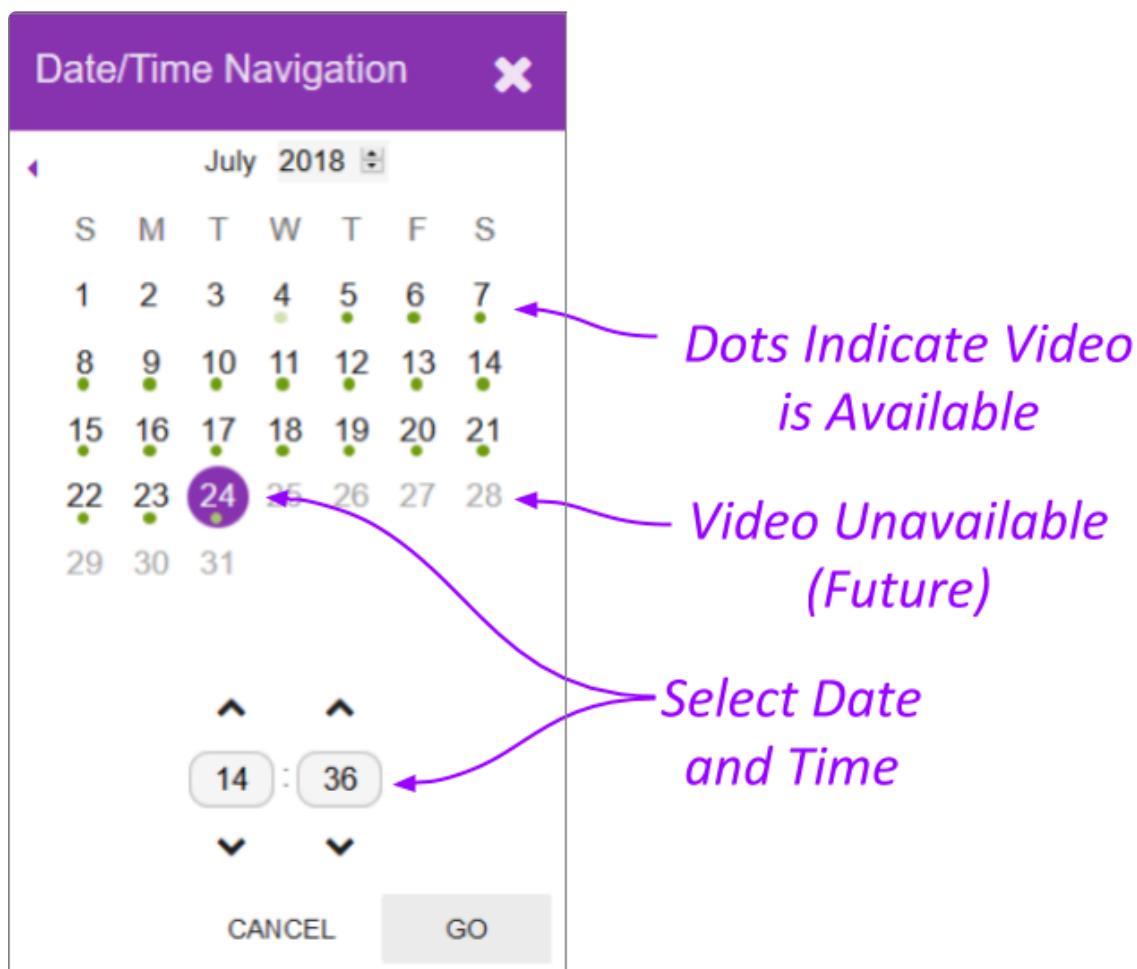 Date/Time Navigation
July 2018
S M T W T F S
1 2 3 4 5 6 7
8 9 10 11 12 13 14
15 16 17 18 19 20 21
22 23 24 25 26 27 28
29 30 31
14 : 36
CANCEL GO
Dots Indicate Video
is Available
Video Unavailable
(Future)
Select Date
and Time